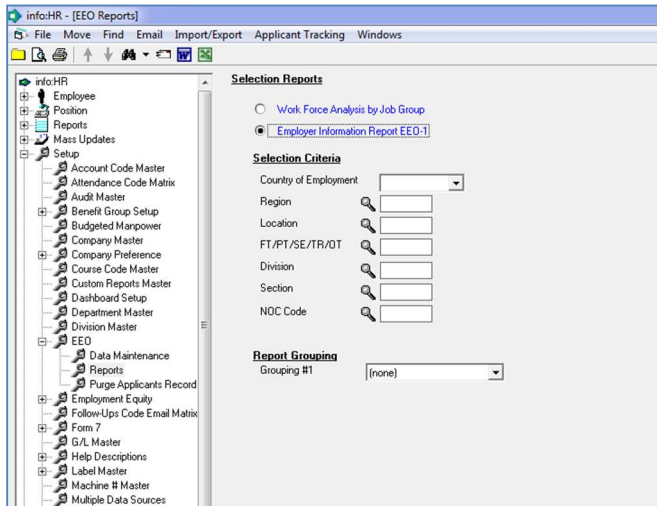 info:HR - [EEO Reports]
File Move Find Email Import/Export Applicant Tracking Windows
info:HR
Employee
Position
Reports
Mass Updates
Setup
Account Code Master
Attendance Code Matrix
Audit Master
Benefit Group Setup
Budgeted Manpower
Company Master
Company Preference
Course Code Master
Custom Reports Master
Dashboard Setup
Department Master
Division Master
EEO
Data Maintenance
Reports
Purge Applicants Record
Employment Equity
Follow-Ups Code Email Matrix
Form 7
G/L Master
Help Descriptions
Label Master
Machine # Master
Multiple Data Sources
Selection Reports
Work Force Analysis by Job Group
Employer Information Report EEO-1
Selection Criteria
Country of Employment
Region
Location
FT/PT/SE/TR/OT
Division
Section
NOC Code
Report Grouping
Grouping #1 (none)